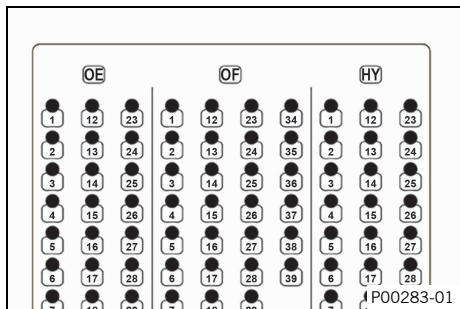 OE OF HY
1 12 23 1 12 23 34 1 12 23
2 13 24 2 13 24 35 2 13 24
3 14 25 3 14 25 36 3 14 25
4 15 26 4 15 26 37 4 15 26
5 16 27 5 16 27 38 5 16 27
6 17 28 6 17 28 39 6 17 28
P00283-01